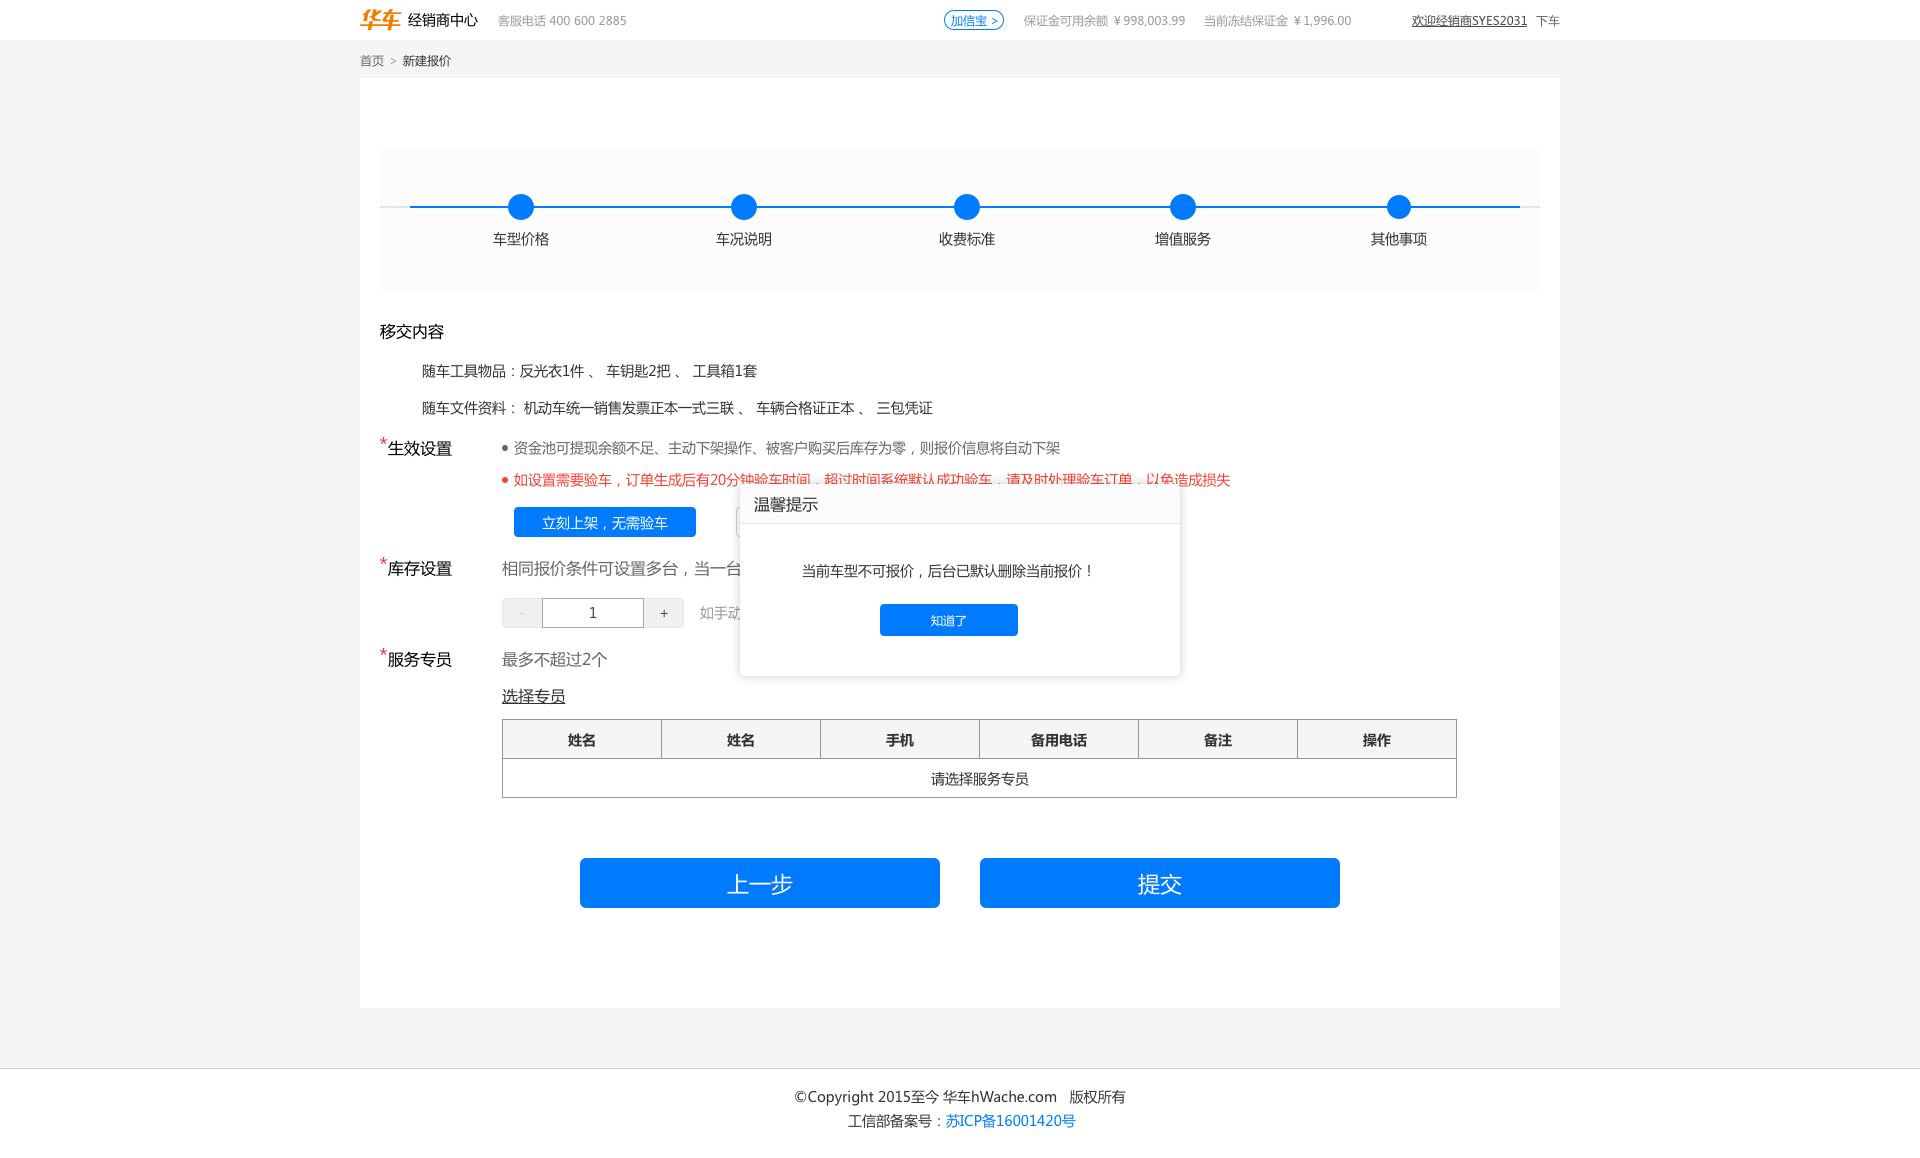 华车 经销商中心 客服电话 400 600 2885 加信宝 > 保证金可用余额 ¥998,003.99 当前冻结保证金 ¥1,996.00 欢迎经销商SYES2031 下车
首页 > 新建报价
车型价格 车况说明 收费标准 增值服务 其他事项
移交内容
随车工具物品：反光衣1件 、 车钥匙2把 、 工具箱1套
随车文件资料： 机动车统一销售发票正本一式三联 、 车辆合格证正本 、 三包凭证
*生效设置 • 资金池可提现余额不足、主动下架操作、被客户购买后库存为零，则报价信息将自动下架
• 如设置需要验车，订单生成后有20分钟验车时间，超过时间系统默认成功验车，请及时处理验车订单，以免造成损失
温馨提示
立刻上架，无需验车
*库存设置 相同报价条件可设置多台，当一台
当前车型不可报价，后台已默认删除当前报价！
- 1 + 如手动
知道了
*服务专员 最多不超过2个
选择专员
姓名 姓名 手机 备用电话 备注 操作
请选择服务专员
上一步 提交
©Copyright 2015至今 华车hWache.com 版权所有
工信部备案号：苏ICP备16001420号